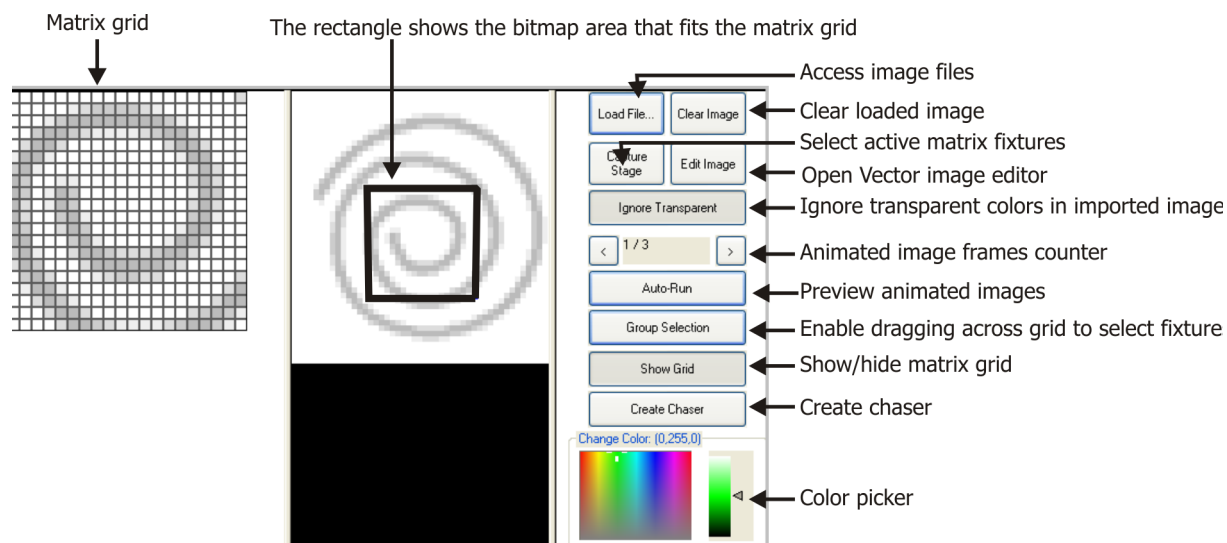 Matrix grid
The rectangle shows the bitmap area that fits the matrix grid
Access image files
Load File...
Clear Image
Clear loaded image
Select active matrix fixtures
Capture
Stage
Edit Image
Open Vector image editor
Ignore Transparent
Ignore transparent colors in imported image
<
1 / 3
>
Animated image frames counter
Auto-Run
Preview animated images
Group Selection
Enable dragging across grid to select fixture
Show Grid
Show/hide matrix grid
Create Chaser
Create chaser
Change Color: (0,255,0)
Color picker